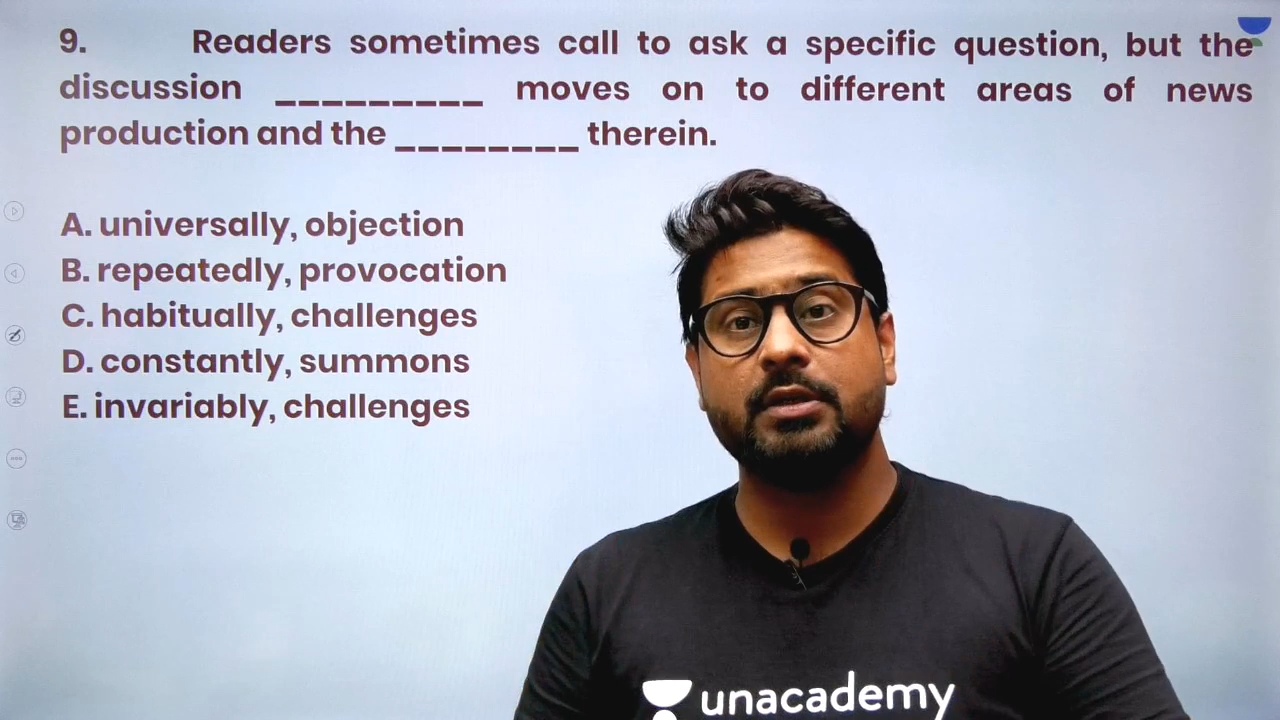 9. Readers sometimes call to ask a specific question, but the
discussion _________ moves on to different areas of news
production and the ________ therein.
A. universally, objection
B. repeatedly, provocation
C. habitually, challenges
D. constantly, summons
E. invariably, challenges
unacademy